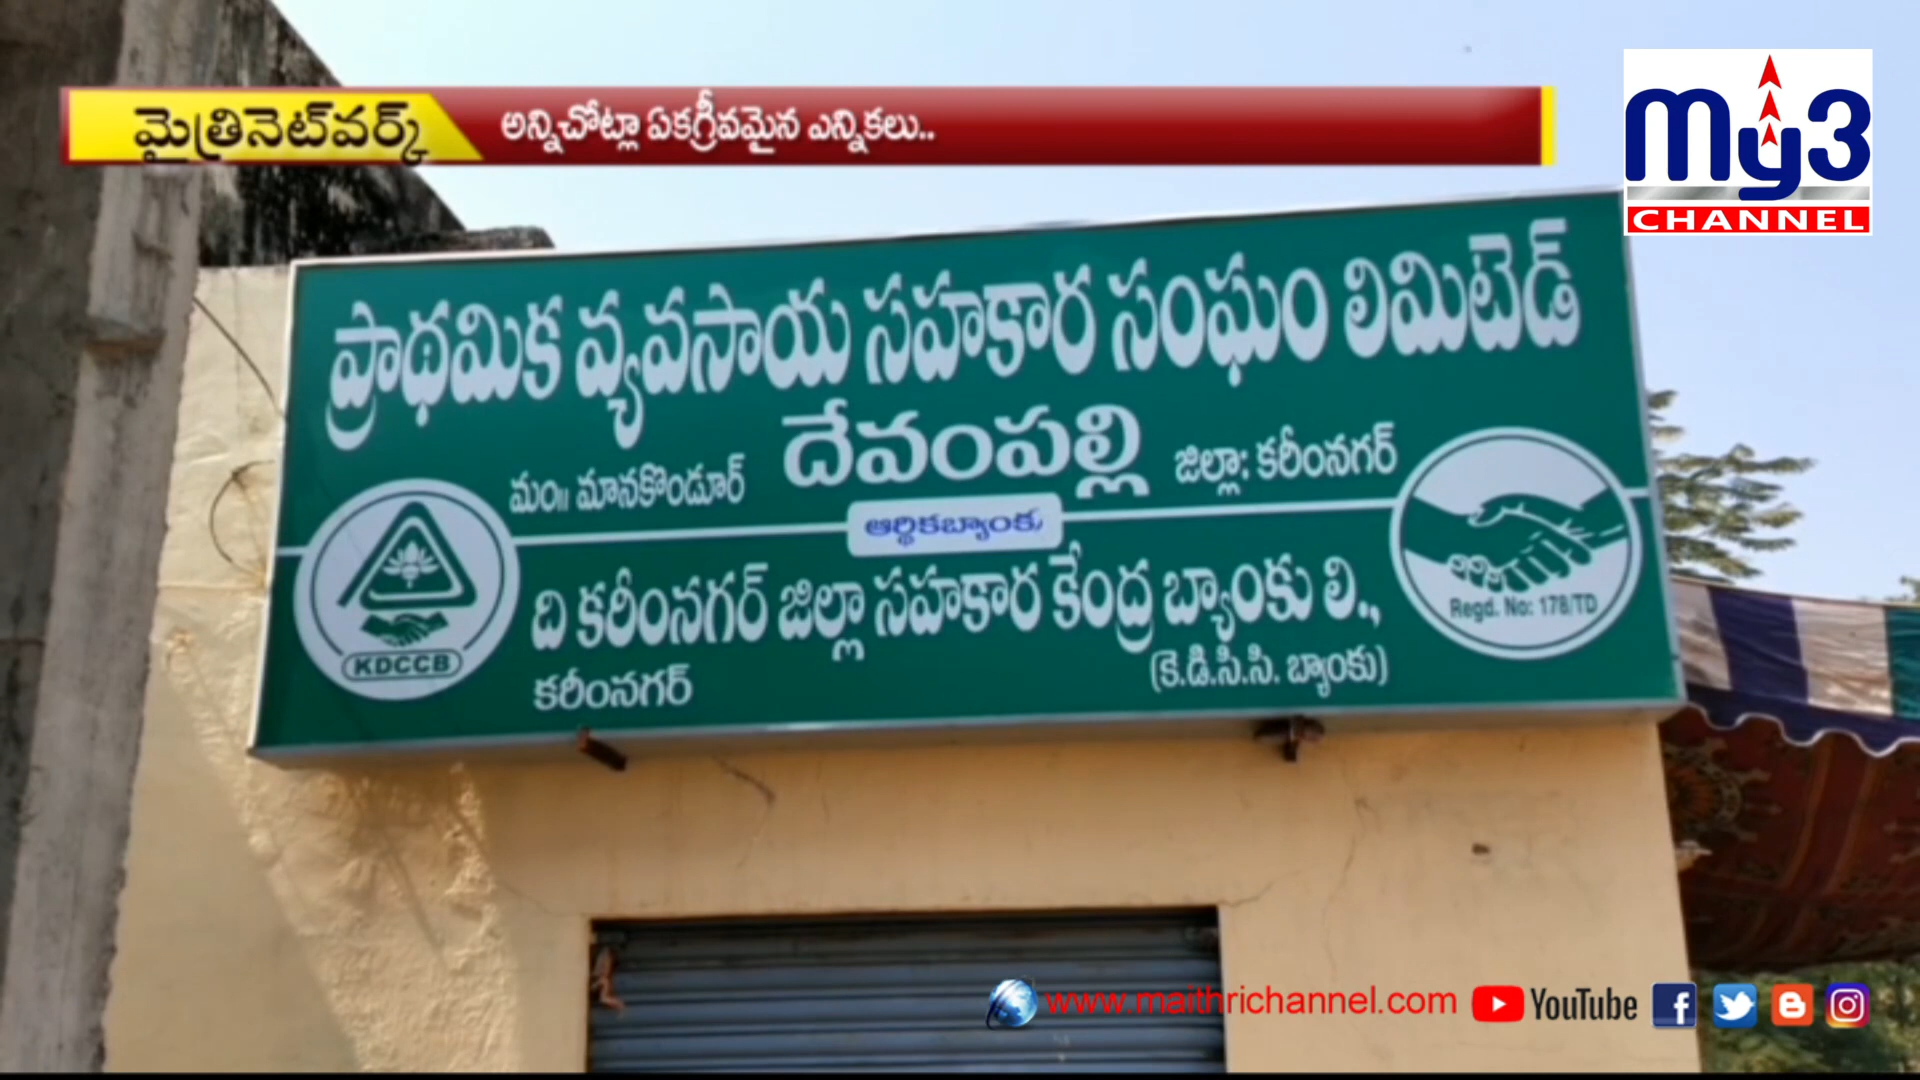 మైత్రినెట్‌వర్క్ అన్నిచోట్లా ఏకగ్రీవమైన ఎన్నికలు..
my3
CHANNEL
ప్రాథమిక వ్యవసాయ సహకార సంఘం లిమిటెడ్
మం॥ మానకొండూర్ దేవంపల్లి జిల్లా: కరీంనగర్
ఆర్థికబ్యాంకు
ది కరీంనగర్ జిల్లా సహకార కేంద్ర బ్యాంకు లి.,
కరీంనగర్ (కె.డి.సి.సి. బ్యాంకు)
KDCCB
Regd. No: 178/TD
www.maithrichannel.com YouTube